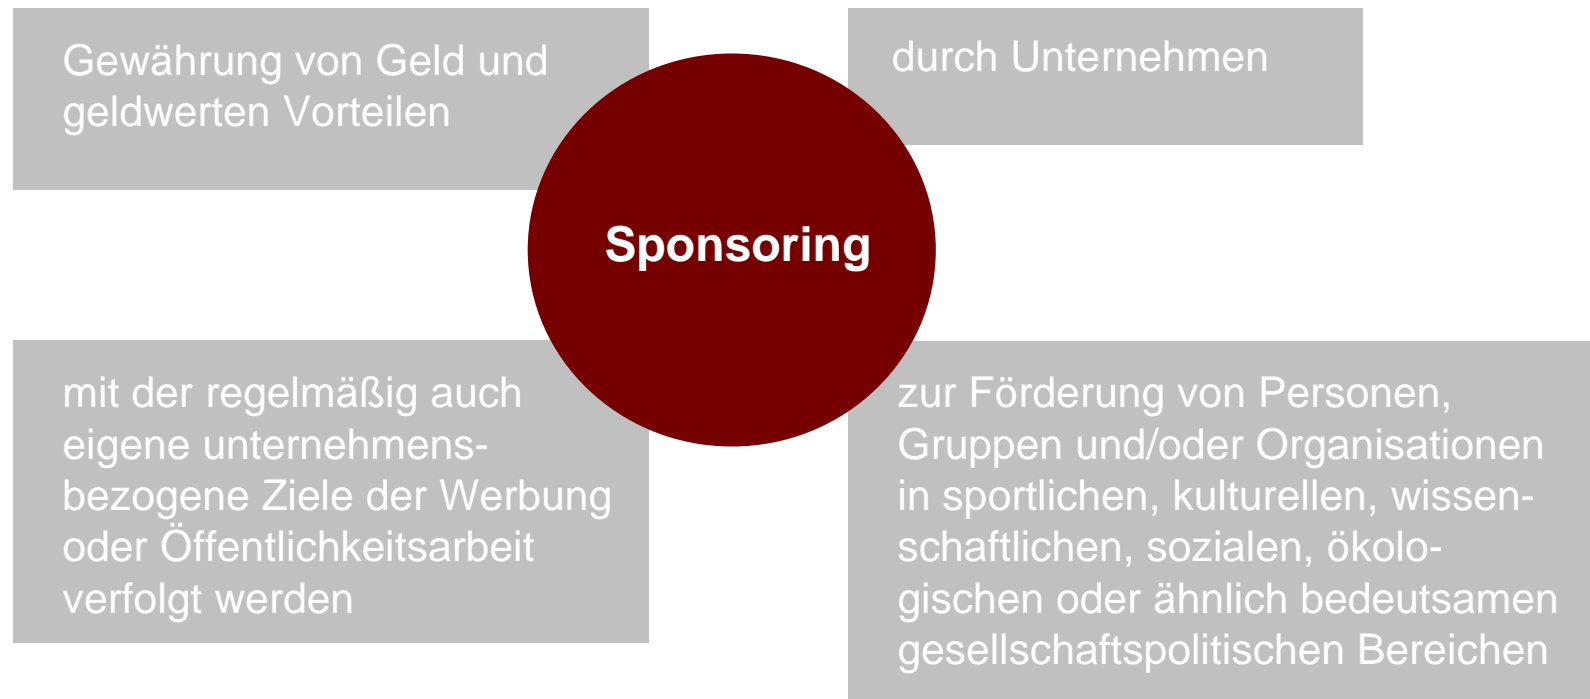 Gewährung von Geld und
geldwerten Vorteilen
durch Unternehmen
Sponsoring
mit der regelmäßig auch
eigene unternehmens-
bezogene Ziele der Werbung
oder Öffentlichkeitsarbeit
verfolgt werden
zur Förderung von Personen,
Gruppen und/oder Organisationen
in sportlichen, kulturellen, wissen-
schaftlichen, sozialen, ökolo-
gischen oder ähnlich bedeutsamen
gesellschaftspolitischen Bereichen